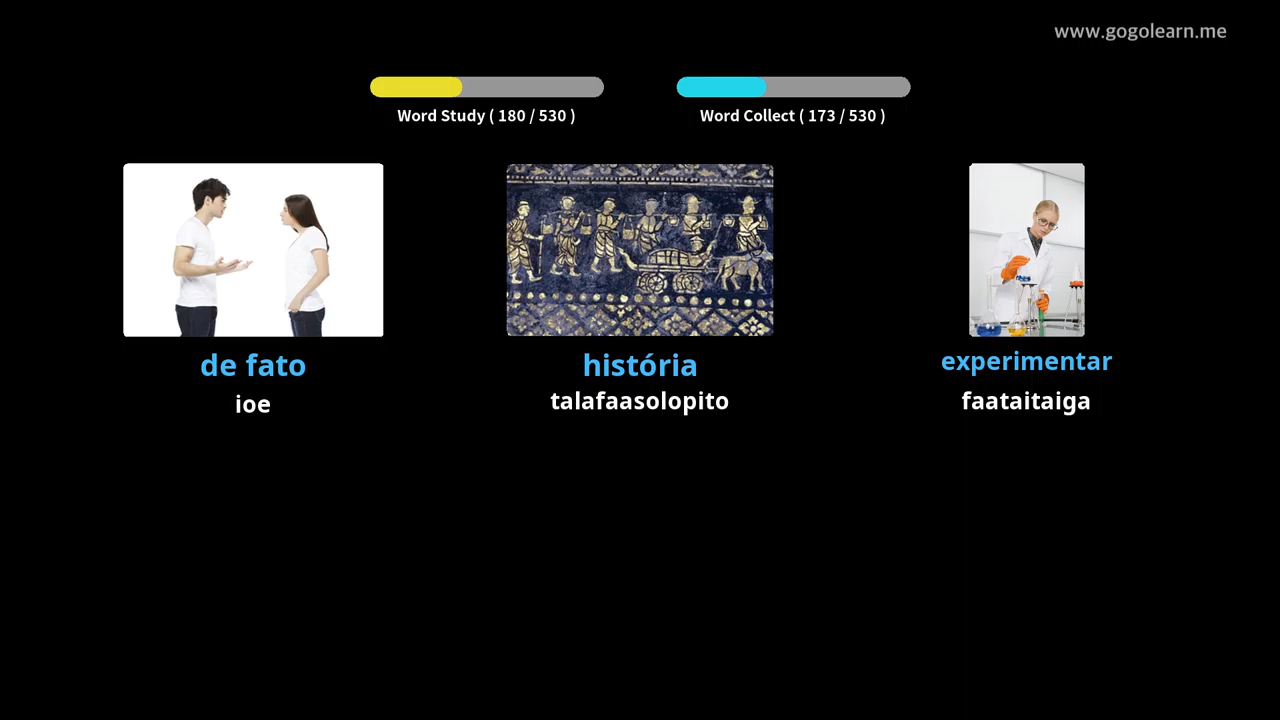 www.gogolearn.me
Word Study ( 180 / 530 )
Word Collect ( 173 / 530 )
de fato
ioe
história
talafaasolopito
experimentar
faataitaiga